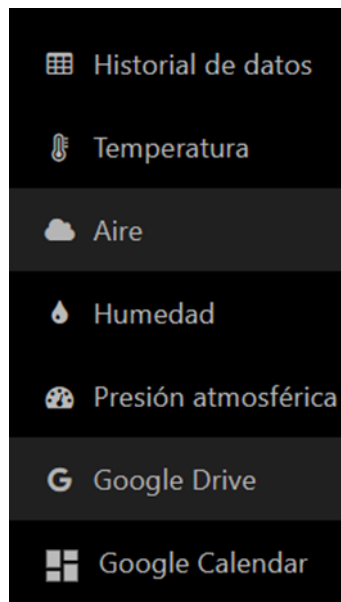 Historial de datos
Temperatura
Aire
Humedad
Presión atmosférica
Google Drive
Google Calendar